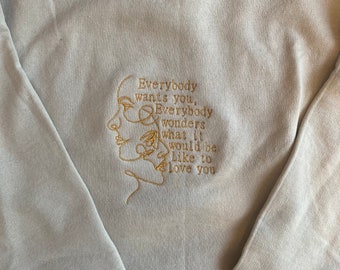 Everybody
wants you,
Everybody
wonders
what it
would be
like to
love you